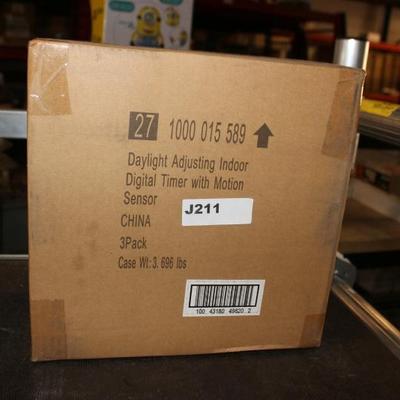 27 1000 015 589
Daylight Adjusting Indoor
Digital Timer with Motion
Sensor
J211
CHINA
3Pack
Case Wt:3.696 lbs
100 43180 49820 2